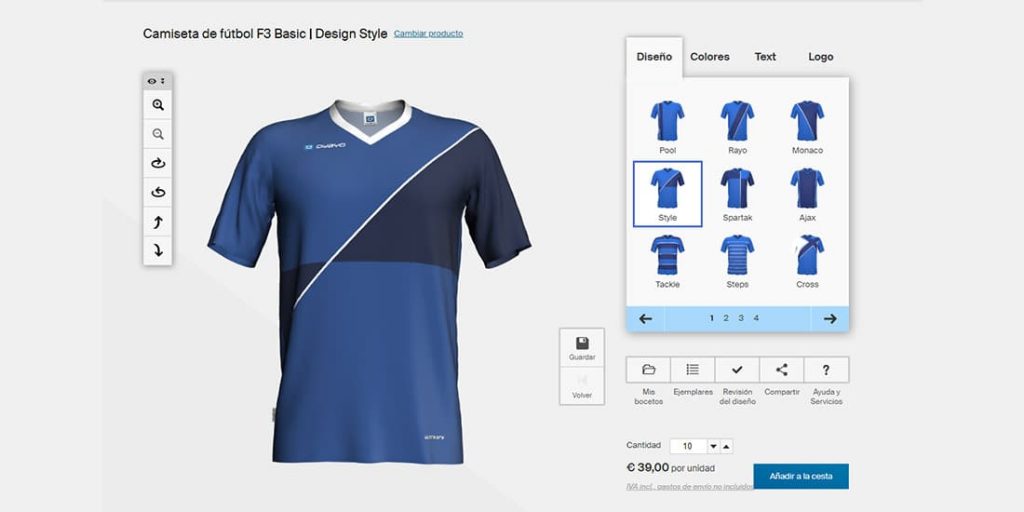 Camiseta de fútbol F3 Basic | Design Style Cambiar producto
Diseño Colores Text Logo
Pool Rayo Monaco
Style Spartak Ajax
Tackle Steps Cross
1 2 3 4
Guardar
Volver
Mis bocetos
Ejemplares
Revisión del diseño
Compartir
Ayuda y Servicios
Cantidad 10
€ 39,00 por unidad
IVA incl., gastos de envío no incluidos
Añadir a la cesta
owayo